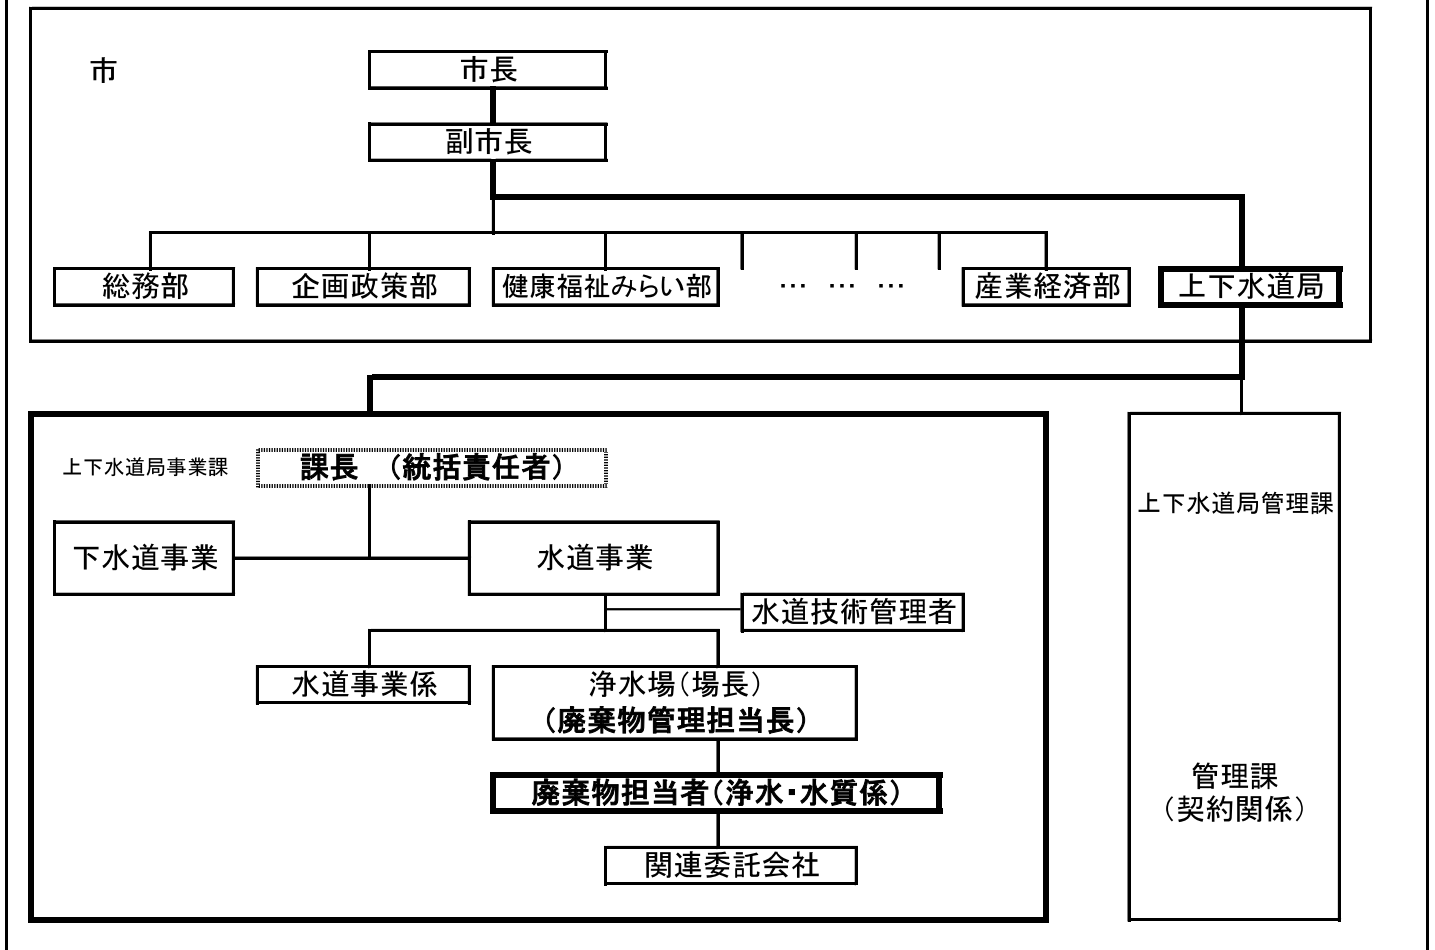 市
市長
副市長
総務部
企画政策部
健康福祉みらい部
… … …
産業経済部
上下水道局
上下水道局事業課
課長　（統括責任者）
下水道事業
水道事業
水道技術管理者
水道事業係
浄水場（場長）
（廃棄物管理担当長）
廃棄物担当者（浄水・水質係）
関連委託会社
上下水道局管理課
管理課
（契約関係）